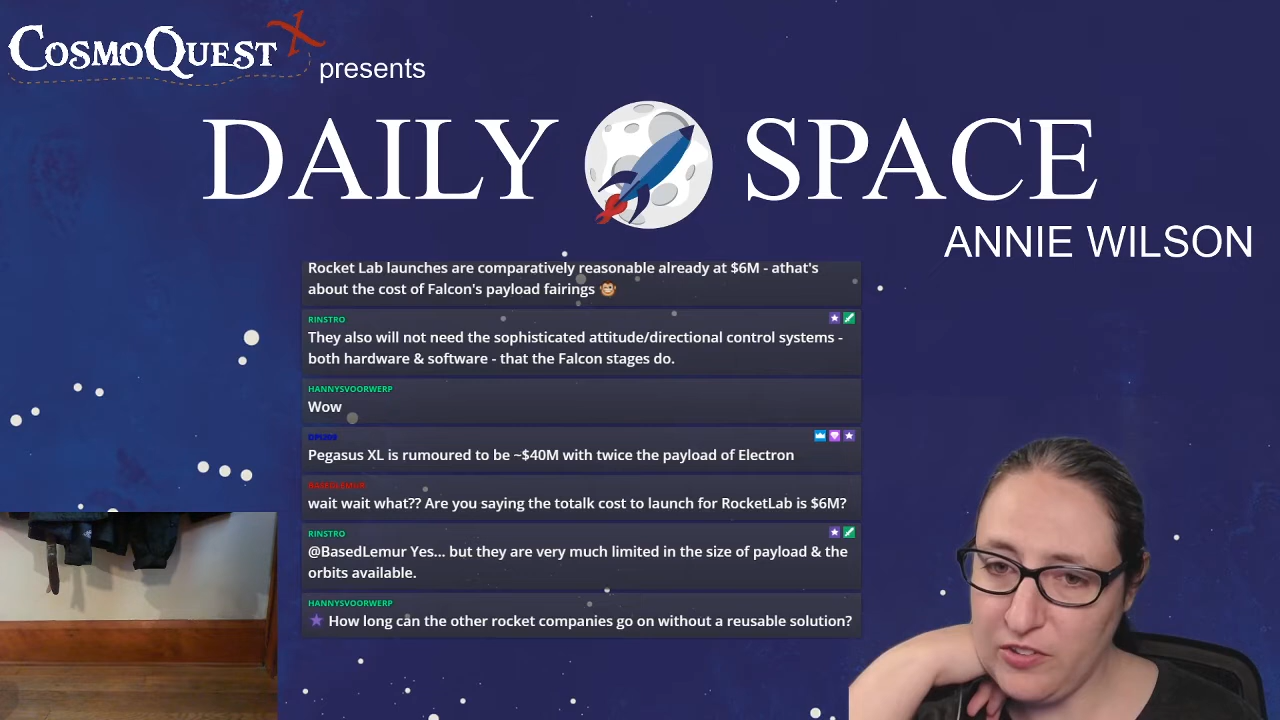 CosmoQuest X
presents
DAILY SPACE
ANNIE WILSON
Rocket Lab launches are comparatively reasonable already at $6M - athat's
about the cost of Falcon's payload fairings
RINSTRO
They also will not need the sophisticated attitude/directional control systems -
both hardware & software - that the Falcon stages do.
HANNYSVOORWERP
Wow
Pegasus XL is rumoured to be ~$40M with twice the payload of Electron
BASEDLEMUR
wait wait what?? Are you saying the totalk cost to launch for RocketLab is $6M?
RINSTRO
@BasedLemur Yes... but they are very much limited in the size of payload & the
orbits available.
HANNYSVOORWERP
How long can the other rocket companies go on without a reusable solution?